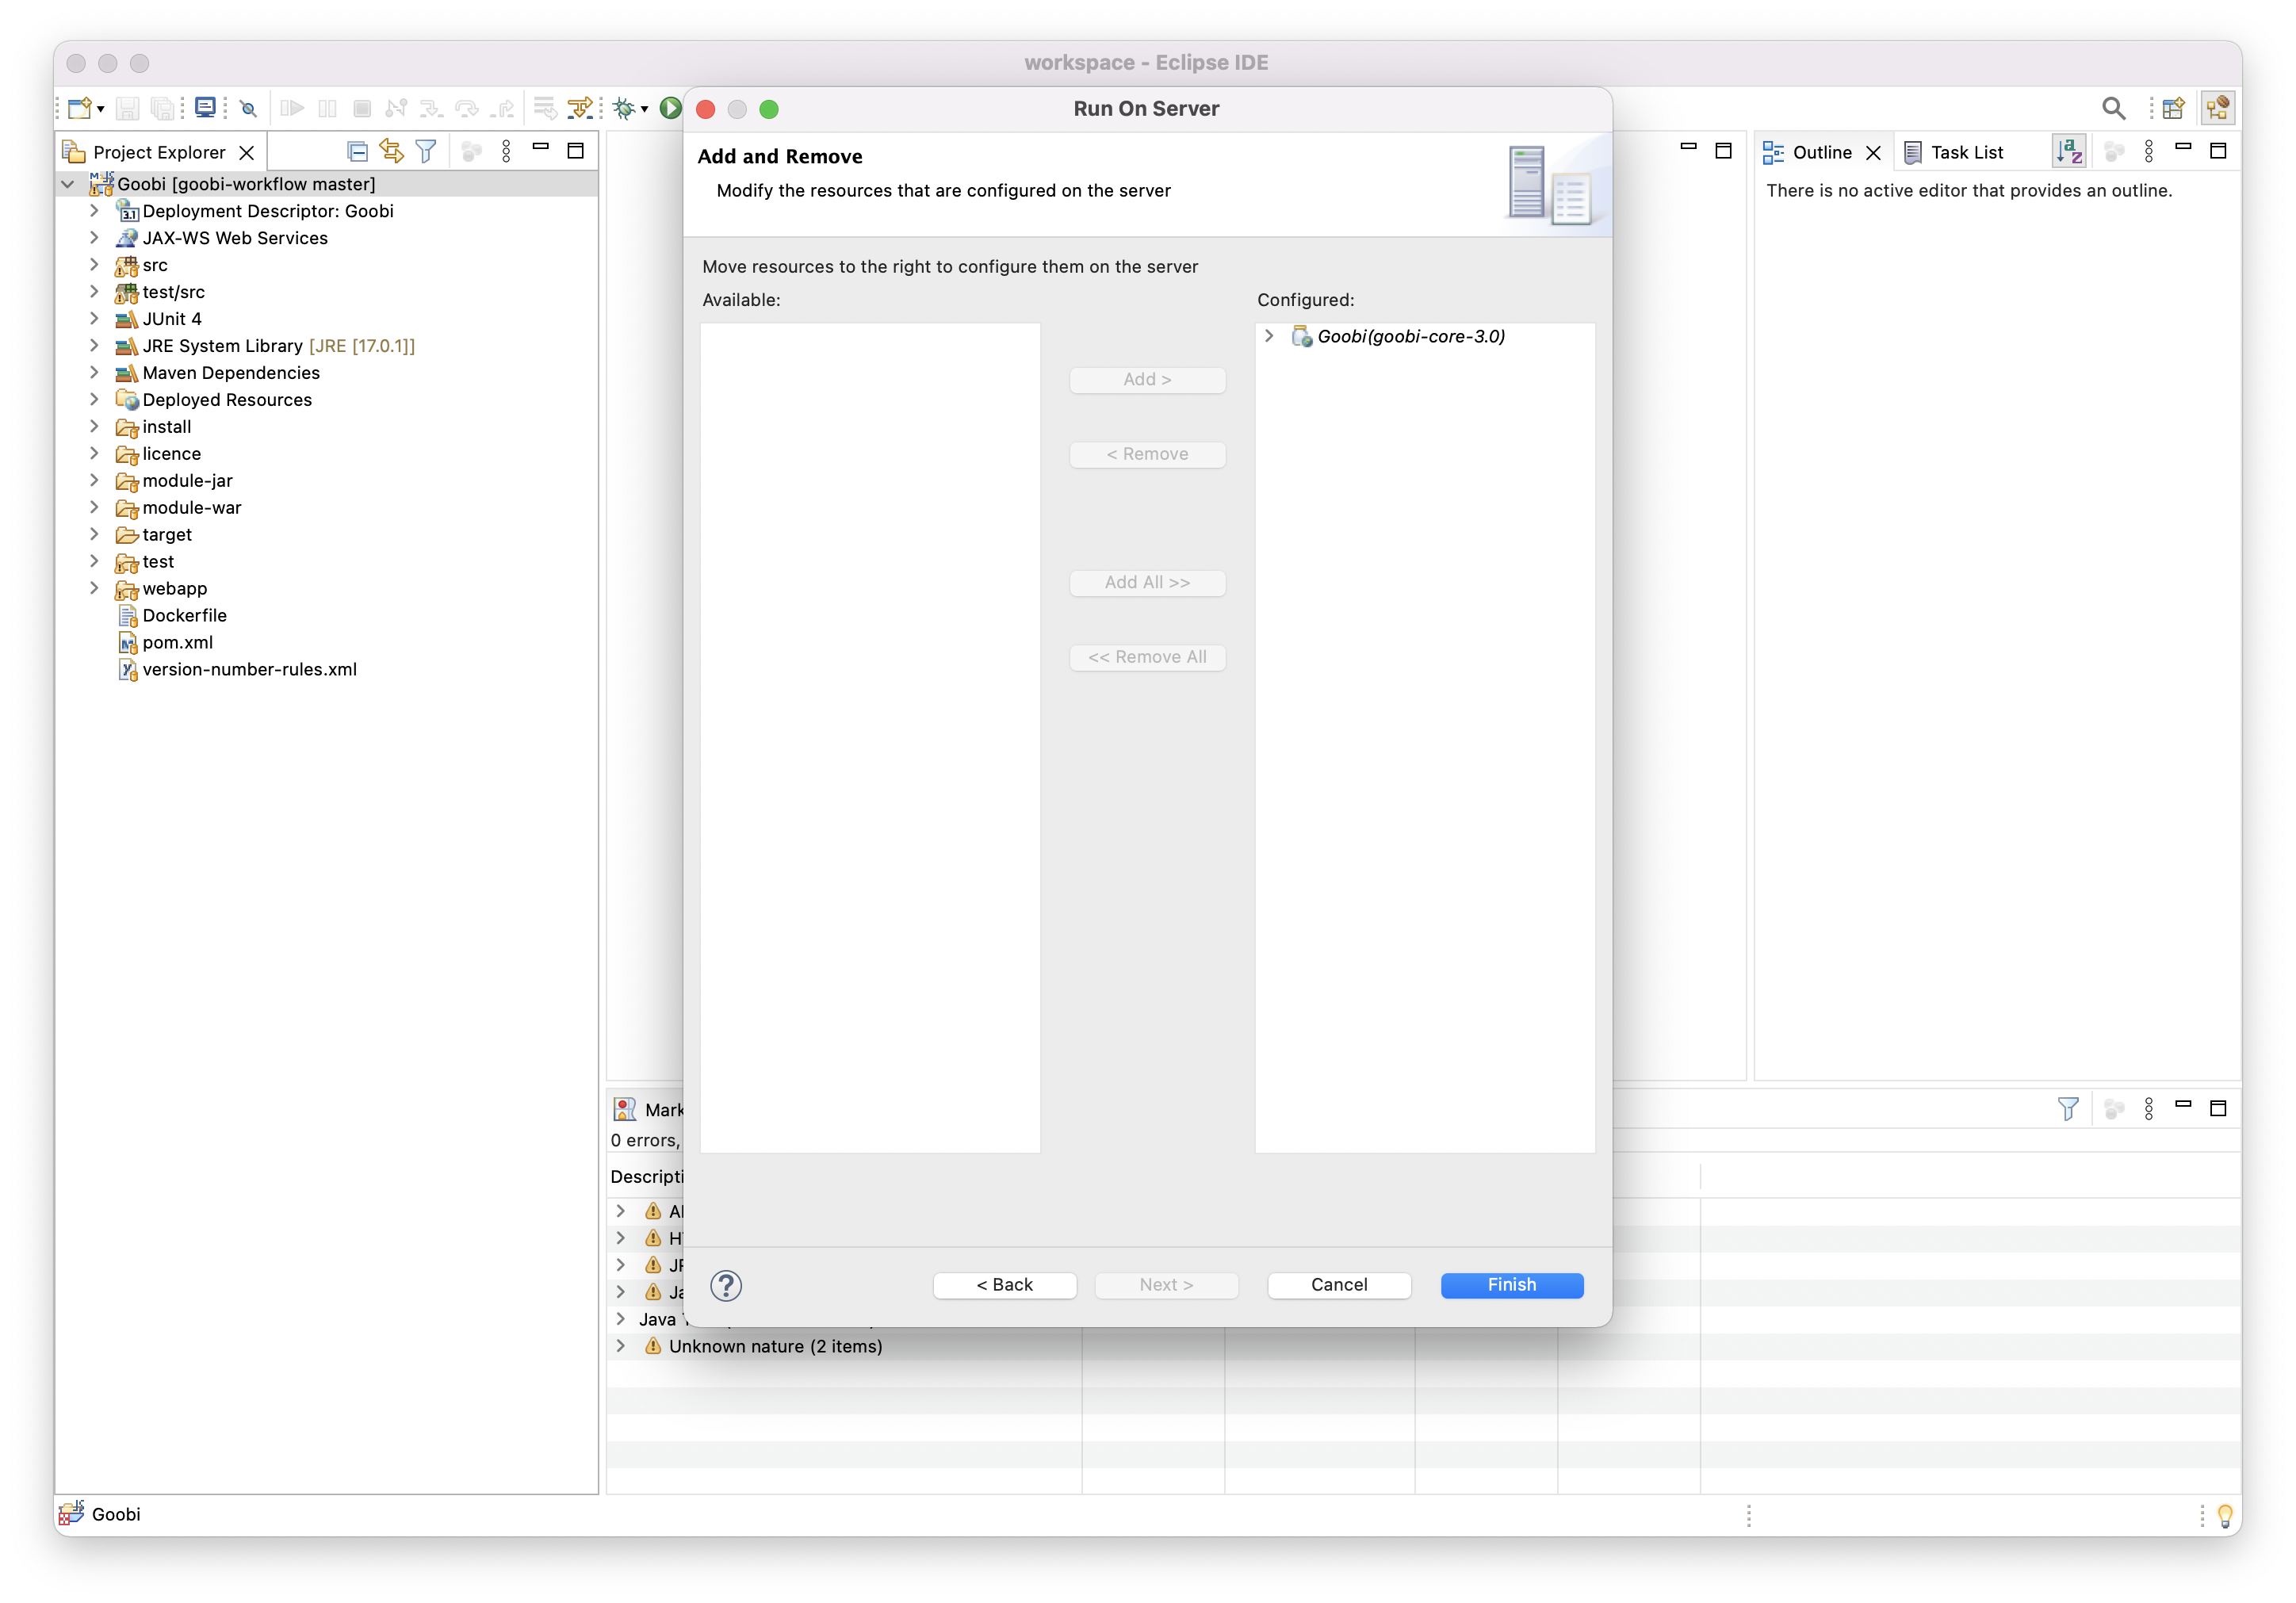 workspace - Eclipse IDE
Project Explorer
Goobi [goobi-workflow master]
Deployment Descriptor: Goobi
JAX-WS Web Services
src
test/src
JUnit 4
JRE System Library [JRE [17.0.1]]
Maven Dependencies
Deployed Resources
install
licence
module-jar
module-war
target
test
webapp
Dockerfile
pom.xml
version-number-rules.xml
Run On Server
Add and Remove
Modify the resources that are configured on the server
Move resources to the right to configure them on the server
Available:
Configured:
Goobi(goobi-core-3.0)
Add >
< Remove
Add All >>
<< Remove All
< Back
Next >
Cancel
Finish
Outline
Task List
There is no active editor that provides an outline.
Mark
0 errors,
Descripti
Java
Unknown nature (2 items)
Goobi